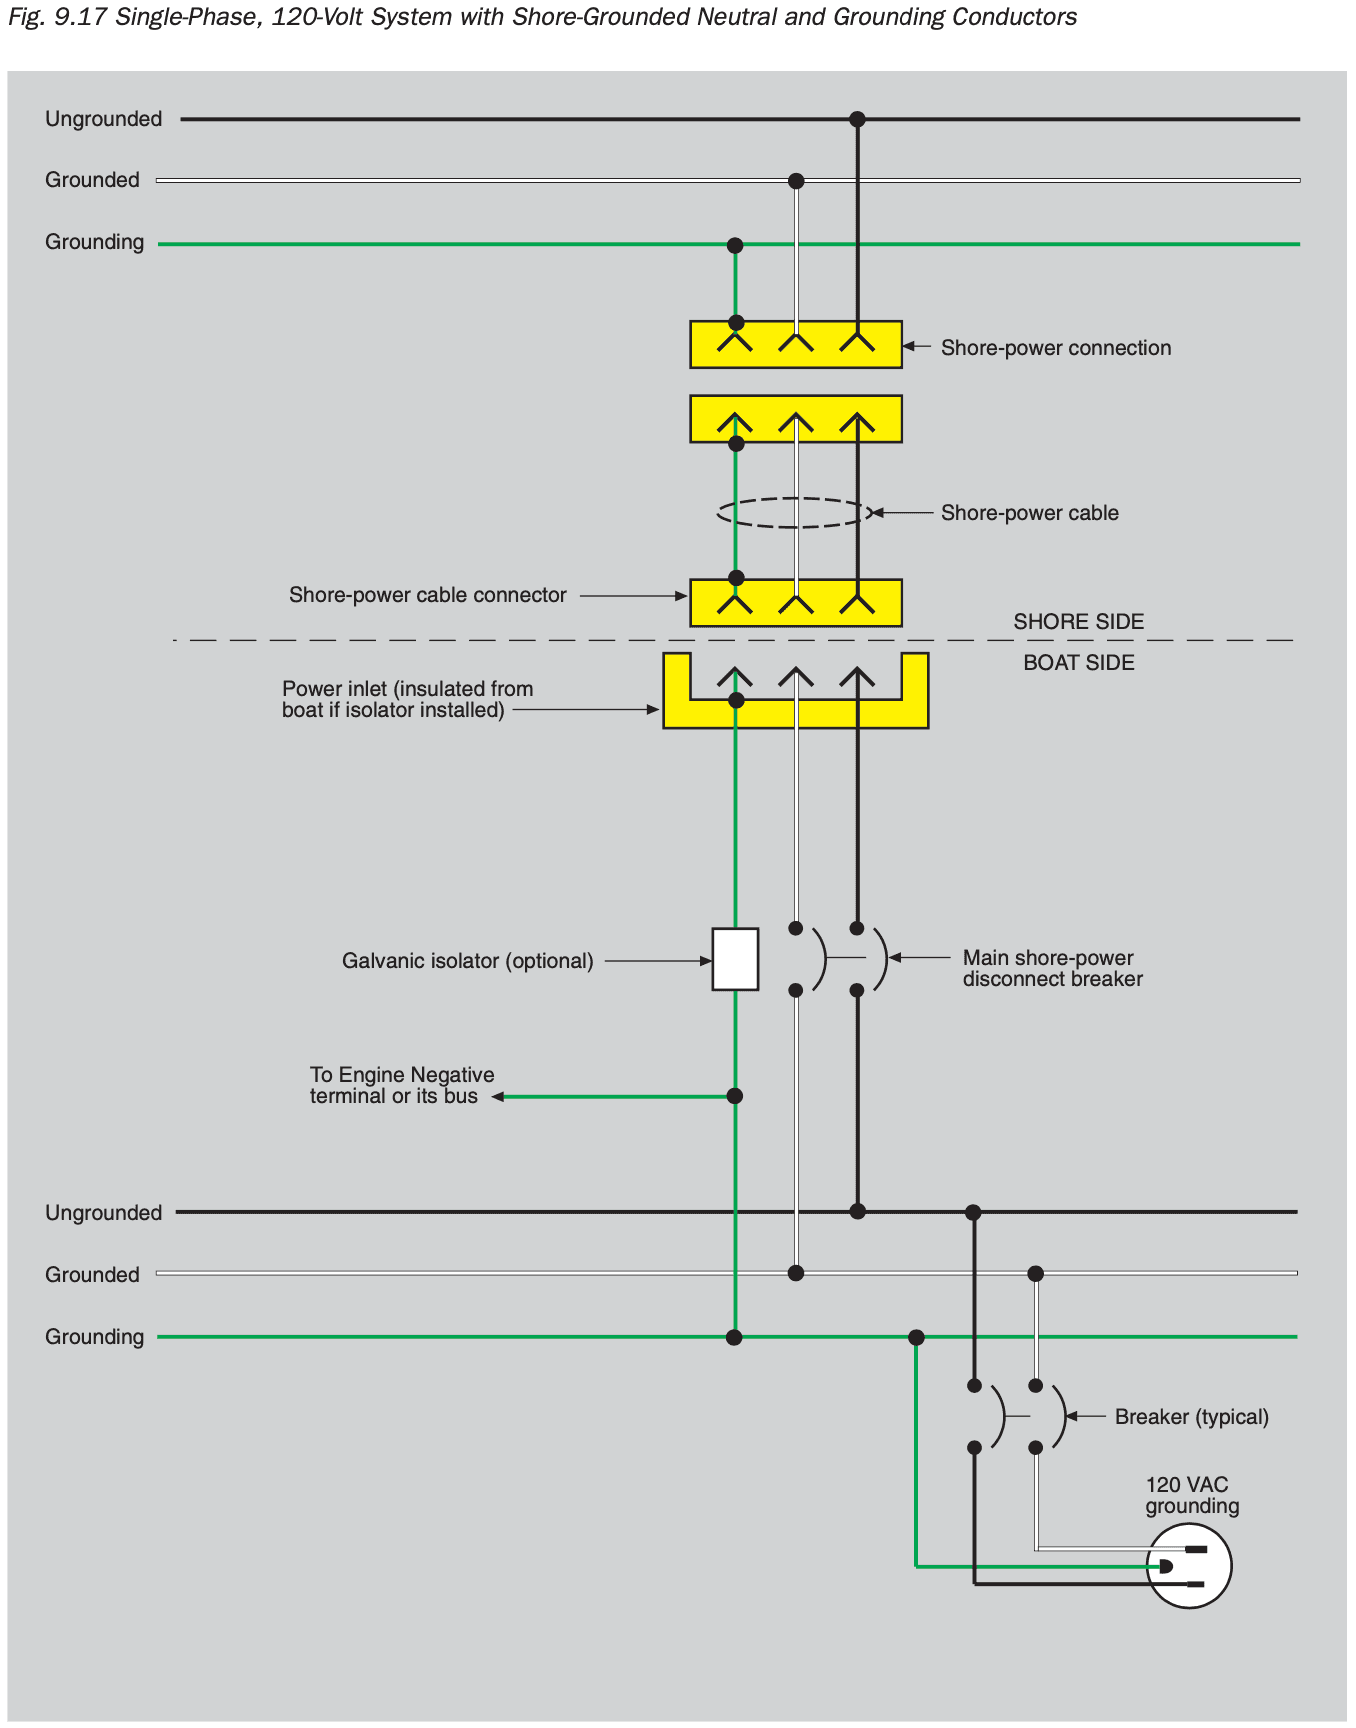 Fig. 9.17 Single-Phase, 120-Volt System with Shore-Grounded Neutral and Grounding Conductors
Ungrounded
Grounded
Grounding
Shore-power connection
Shore-power cable
Shore-power cable connector
SHORE SIDE
BOAT SIDE
Power inlet (insulated from
boat if isolator installed)
Galvanic isolator (optional)
Main shore-power
disconnect breaker
To Engine Negative
terminal or its bus
Ungrounded
Grounded
Grounding
Breaker (typical)
120 VAC
grounding